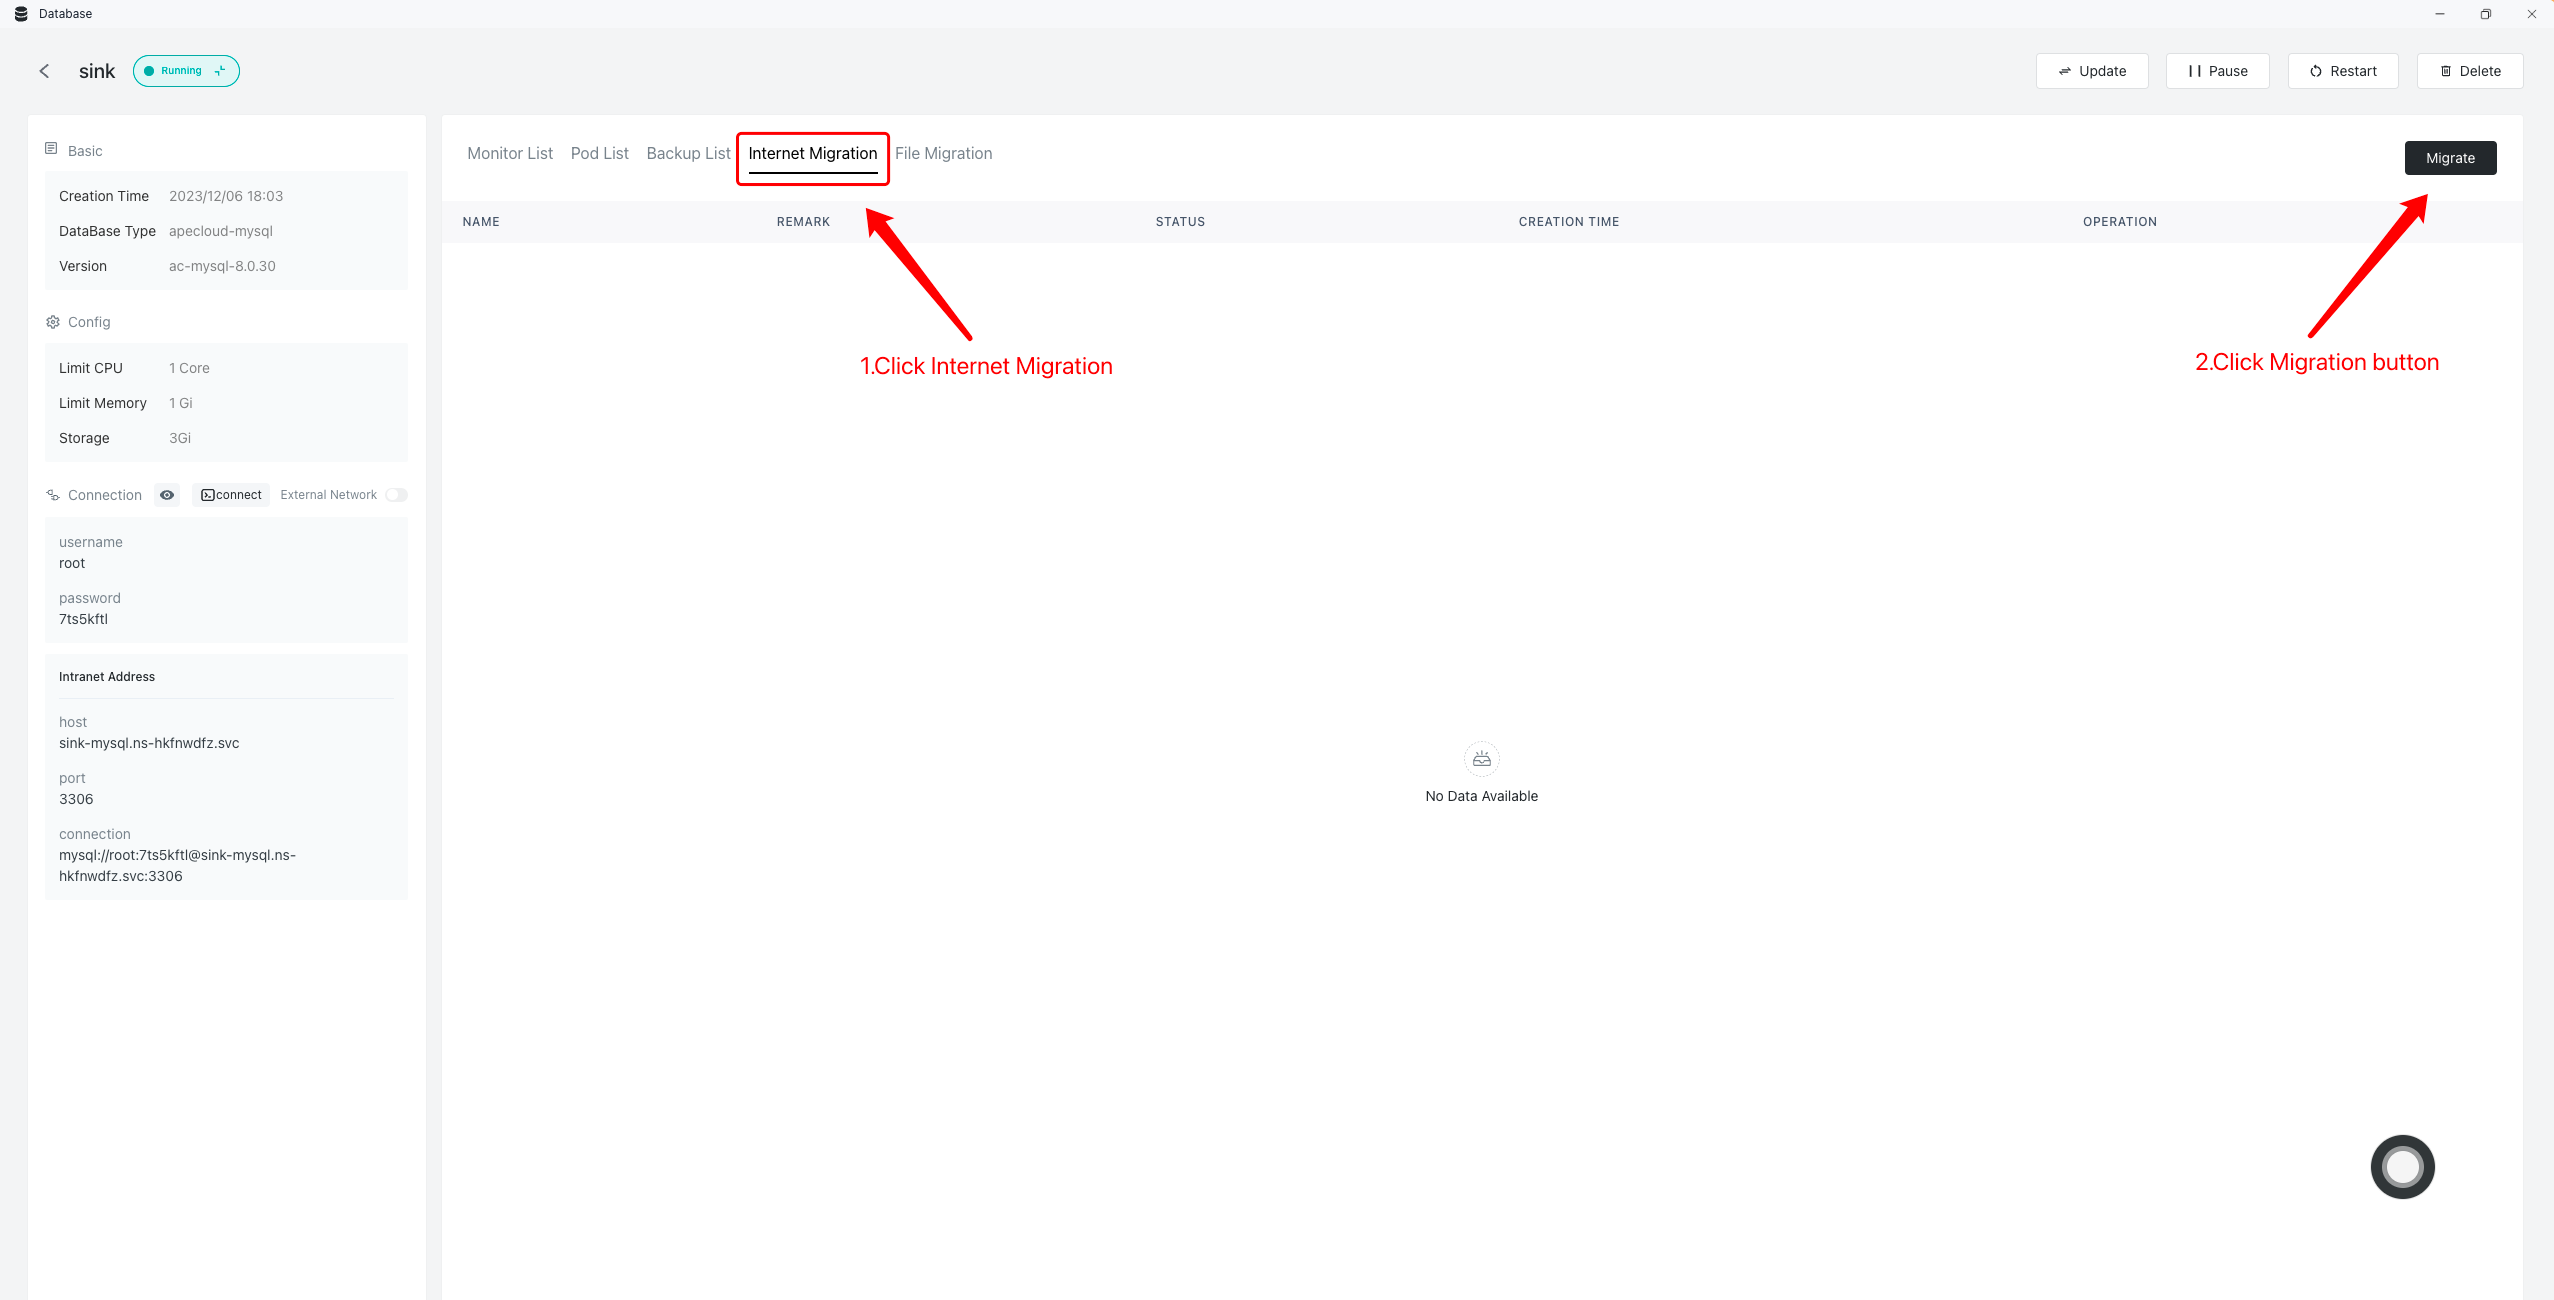 Database
sink
Running
Update
Pause
Restart
Delete
Basic
Creation Time 2023/12/06 18:03
DataBase Type apecloud-mysql
Version ac-mysql-8.0.30
Config
Limit CPU 1 Core
Limit Memory 1 Gi
Storage 3Gi
Connection connect External Network
username
root
password
7ts5kftl
Intranet Address
host
sink-mysql.ns-hkfnwdfz.svc
port
3306
connection
mysql://root:7ts5kftl@sink-mysql.ns-
hkfnwdfz.svc:3306
Monitor List Pod List Backup List Internet Migration File Migration
Migrate
NAME REMARK STATUS CREATION TIME OPERATION
1.Click Internet Migration
2.Click Migration button
No Data Available